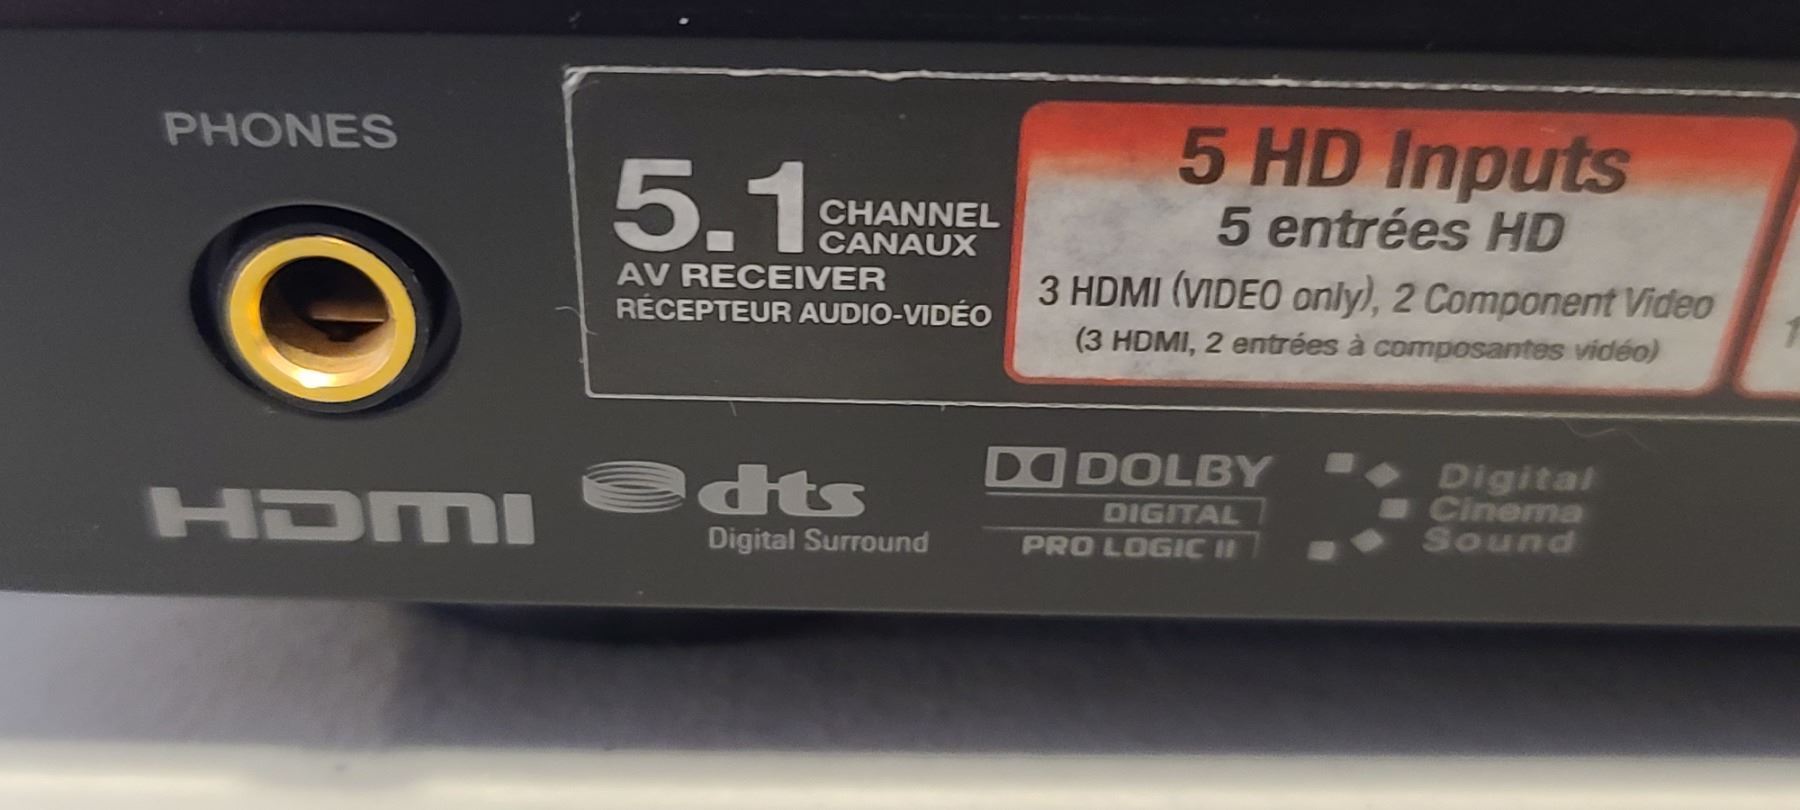 PHONES
5.1 CHANNEL
CANAUX
AV RECEIVER
RÉCEPTEUR AUDIO-VIDÉO
5 HD Inputs
5 entrées HD
3 HDMI (VIDEO only), 2 Component Video
(3 HDMI, 2 entrées à composantes vidéo)
HDMI
dts
Digital Surround
DOLBY
DIGITAL
PRO LOGIC II
Digital
Cinema
Sound